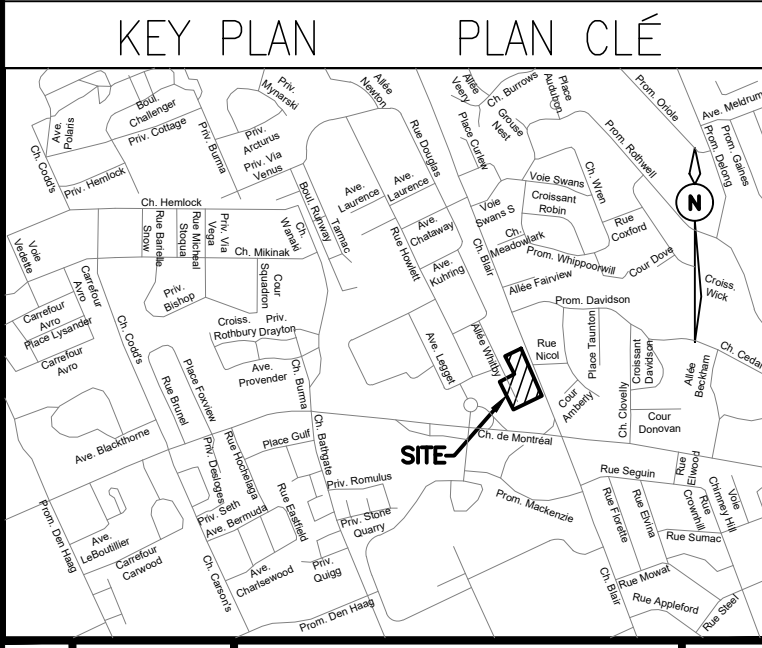 KEY PLAN PLAN CLÉ
Ave.
Polaris
Boul.
Challenger
Priv. Cottage
Priv.
Mynarski
Allée
Newton
Allée
Veery
Ch. Burrows
Place
Audubon
Prom. Oriole
Ave. Meldrum
Ch. Codd's
Priv. Hemlock
Priv. Burma
Priv.
Arcturus
Priv. Via
Venus
Rue Douglas
Place Curlew
Grouse
Nest
Prom. Rothwell
Prom. Delong
Prom. Gaines
Ch. Hemlock
Boul. Runway
Tarmac
Ave.
Laurence
Ave.
Laurence
Voie Swans
Croissant
Robin
Ch. Wren
N
Voie
Vedette
Rue Barielle
Snow
Rue Micheal
Stoqua
Priv. Via
Vega
Ch.
Wanaki
Ch. Mikinak
Rue Howlett
Ave.
Chataway
Voie
Swans S
Ch.
Meadowlark
Rue
Coxford
Ch. Blair
Prom. Whippoorwill
Cour Dove
Carrefour
Avro
Priv.
Bishop
Cour
Squadron
Ave.
Kuhring
Allée Fairview
Croiss.
Wick
Carrefour
Avro
Place Lysander
Carrefour
Avro
Ch. Codd's
Croiss.
Rothbury
Priv.
Drayton
Prom. Davidson
Ave. Legget
Allée Whitby
Rue
Nicol
Place Taunton
Croissant
Davidson
Ch. Cedar
Rue Brunel
Place Foxview
Ave.
Provender
Ch. Burma
Cour
Amberly
Ch. Clovelly
Allée
Beckham
Cour
Donovan
Ave. Blackthorne
Priv. Desloges
Rue Hochelaga
Place Gulf
Ch. Bathgate
SITE
Ch. de Montréal
Priv. Romulus
Rue Seguin
Rue
Elwood
Prom. Den Haag
Priv. Seth
Ave. Bermuda
Rue Eastfield
Priv. Stone
Quarry
Prom. Mackenzie
Rue Florette
Rue Elvina
Rue
Crownhill
Voie
Chimney Hill
Ave.
LeBoutillier
Carrefour
Carwood
Rue Sumac
Ch. Carson's
Ave.
Charlsewood
Priv.
Quigg
Ch. Blair
Rue Mowat
Rue Appleford
Rue Steel
Prom. Den Haag